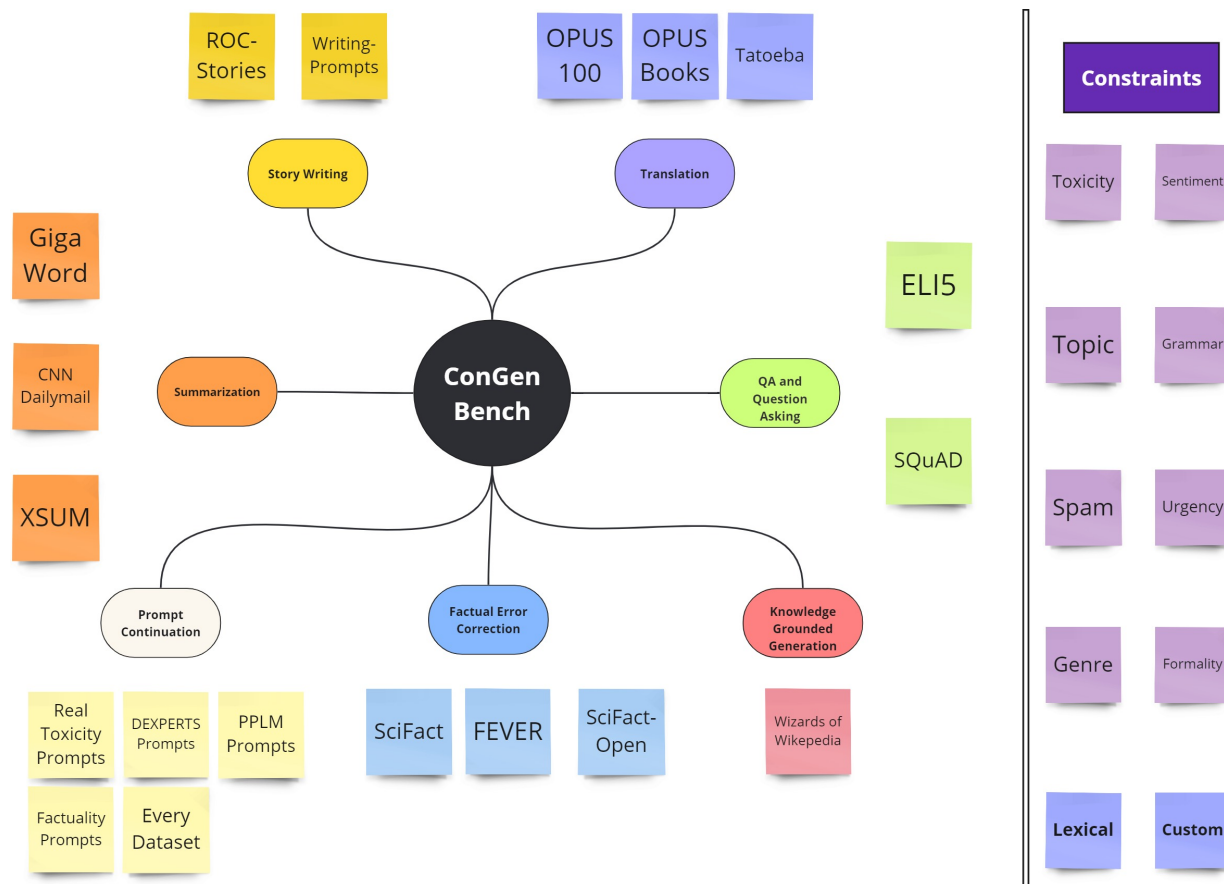 ROC-
Stories
Writing-
Prompts
OPUS
100
OPUS
Books
Tatoeba
Constraints
Story Writing
Translation
Toxicity
Sentiment
Giga
Word
ELI5
Topic
Grammar
CNN
Dailymail
Summarization
ConGen
Bench
QA and
Question
Asking
SQuAD
XSUM
Spam
Urgency
Prompt
Continuation
Factual Error
Correction
Knowledge
Grounded
Generation
Genre
Formality
Real
Toxicity
Prompts
DEXPERTS
Prompts
PPLM
Prompts
SciFact
FEVER
SciFact-
Open
Wizards of
Wikepedia
Factuality
Prompts
Every
Dataset
Lexical
Custom